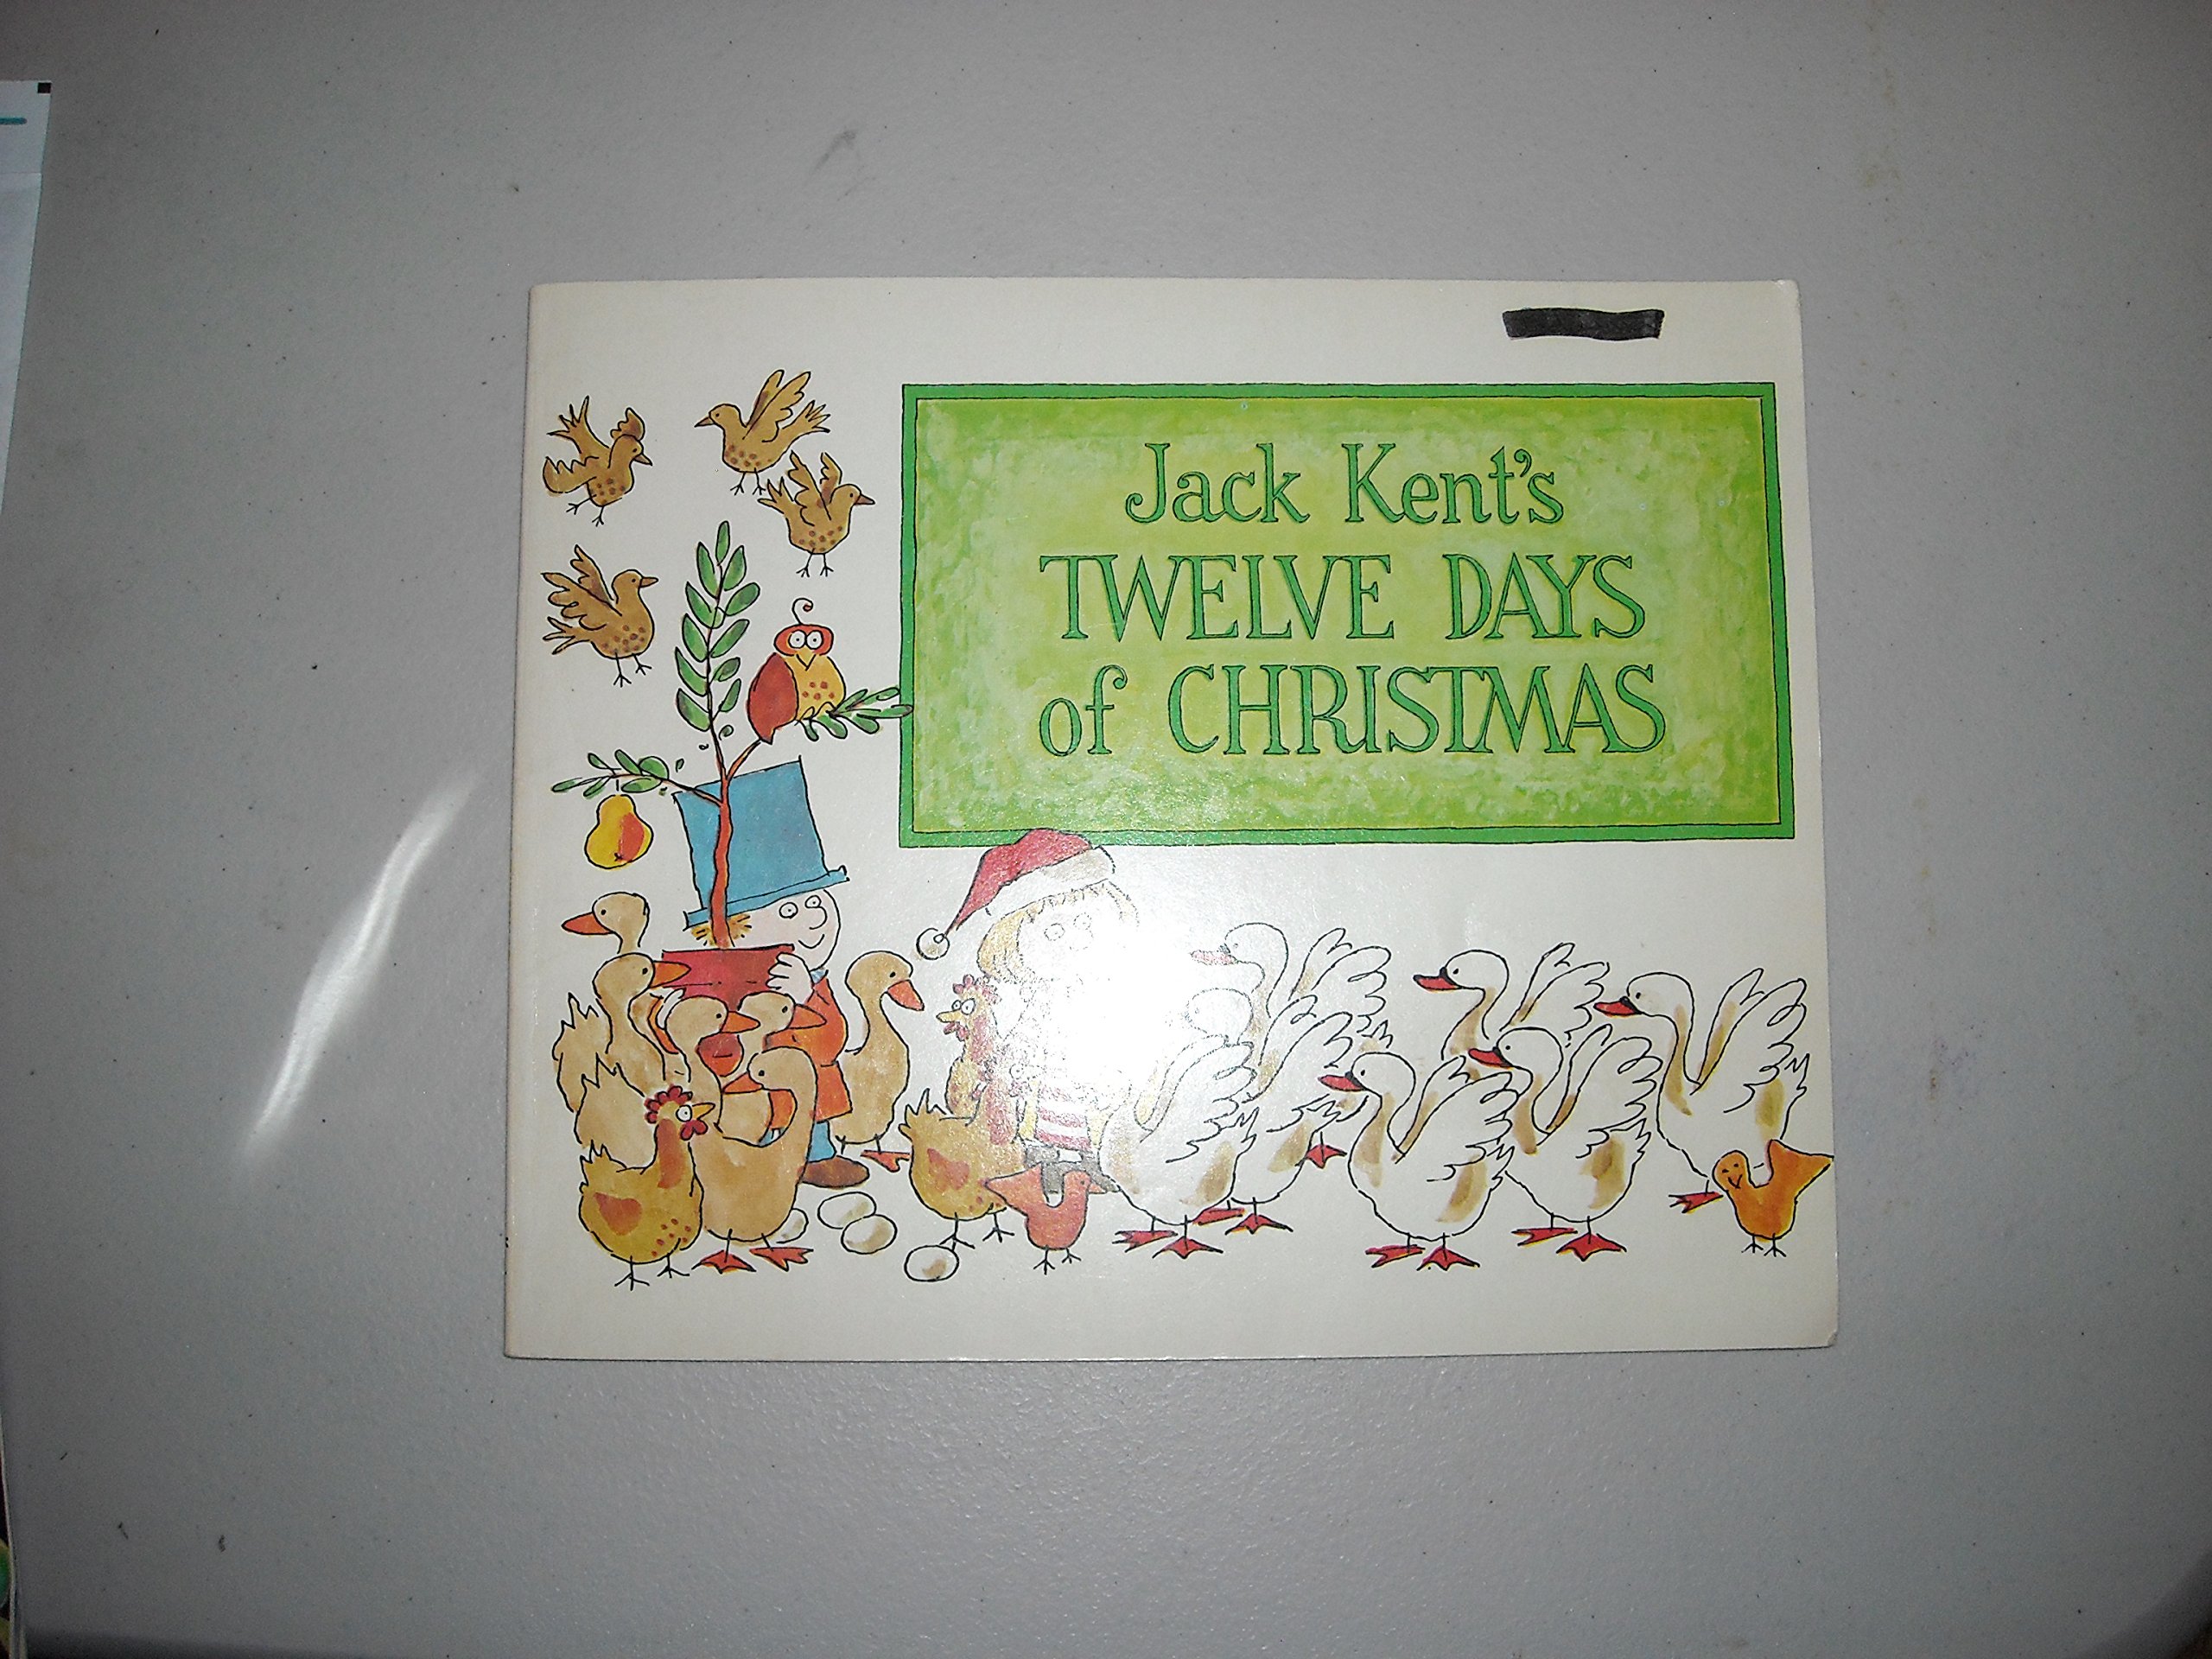 Jack Kent's
TWELVE DAYS
of CHRISTMAS